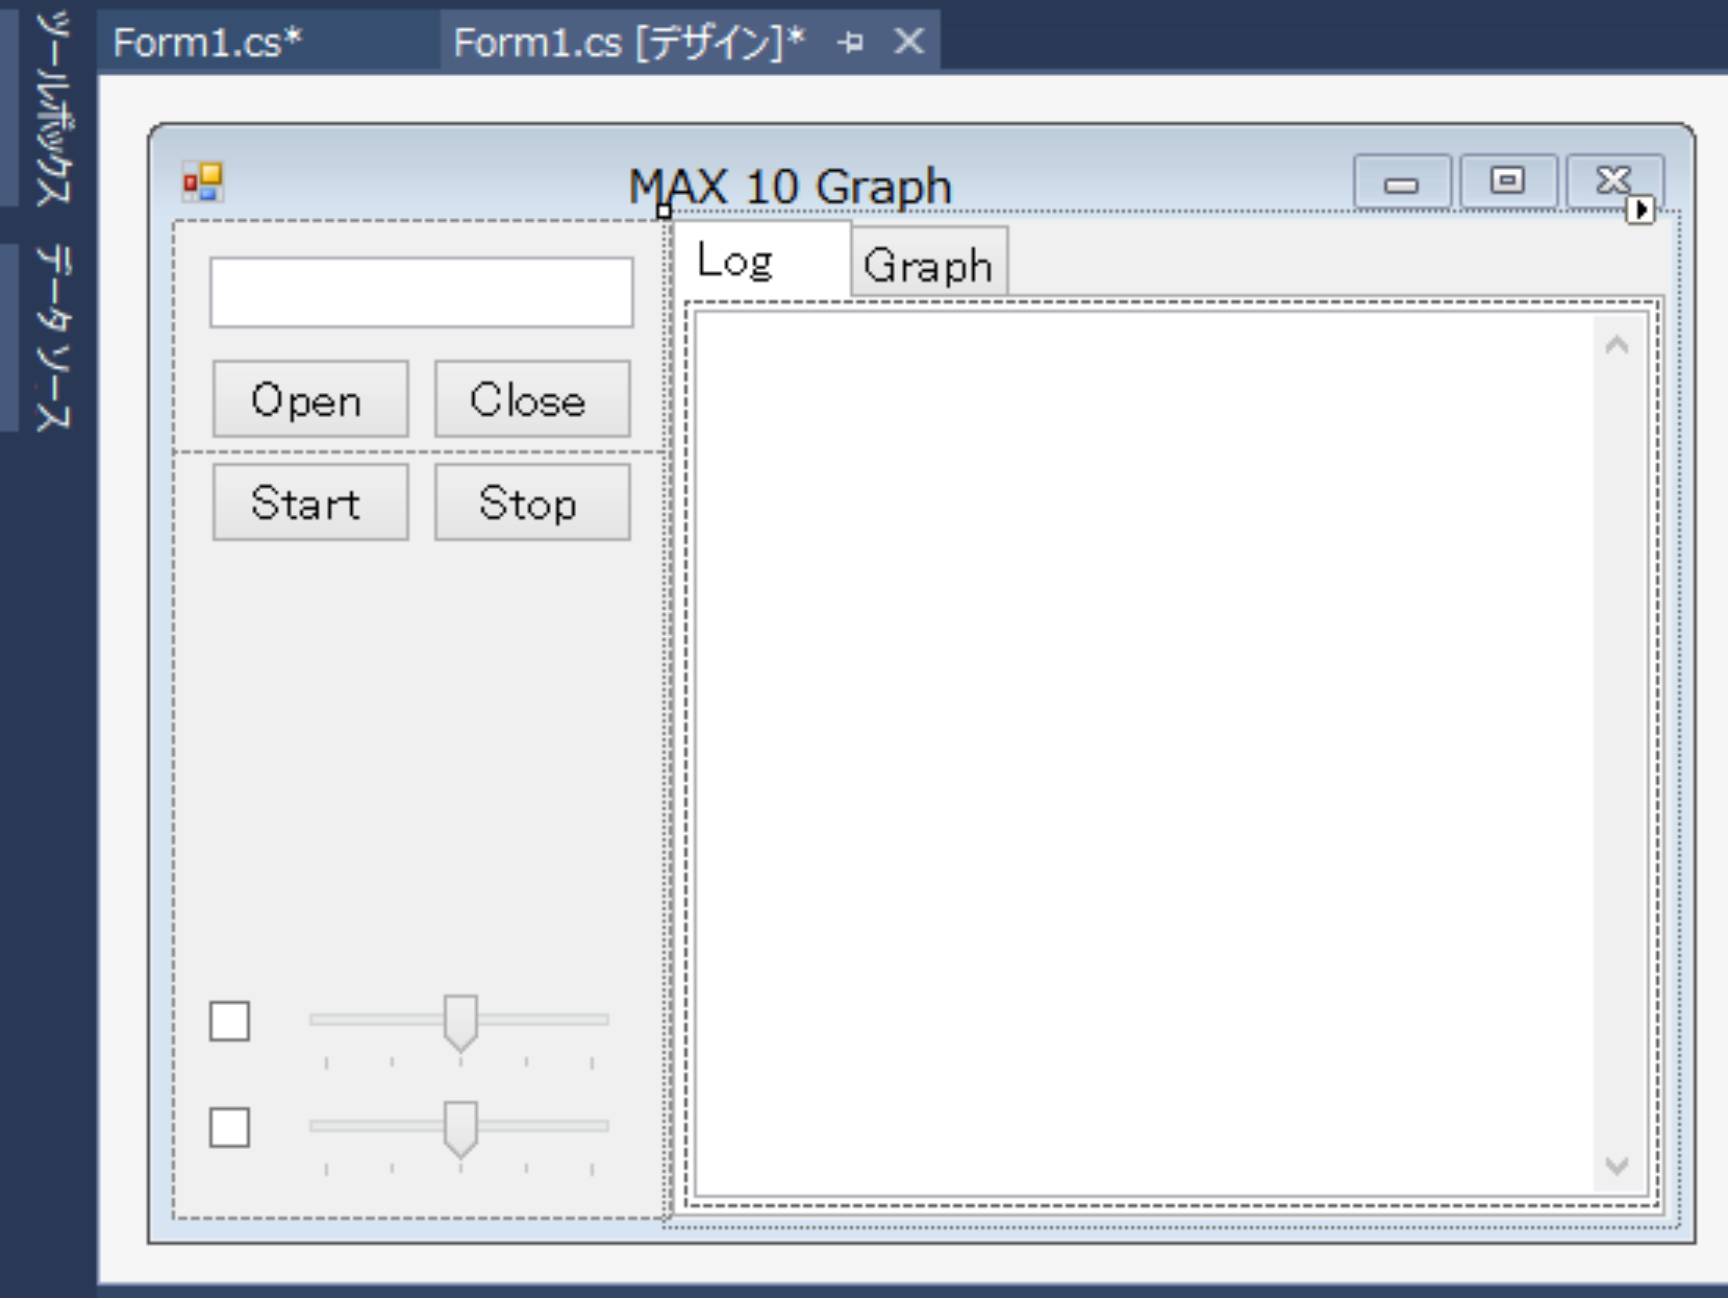 Form1.cs*
Form1.cs [デザイン]*
ツールボックス
データ ソース
MAX 10 Graph
Log
Graph
Open
Close
Start
Stop